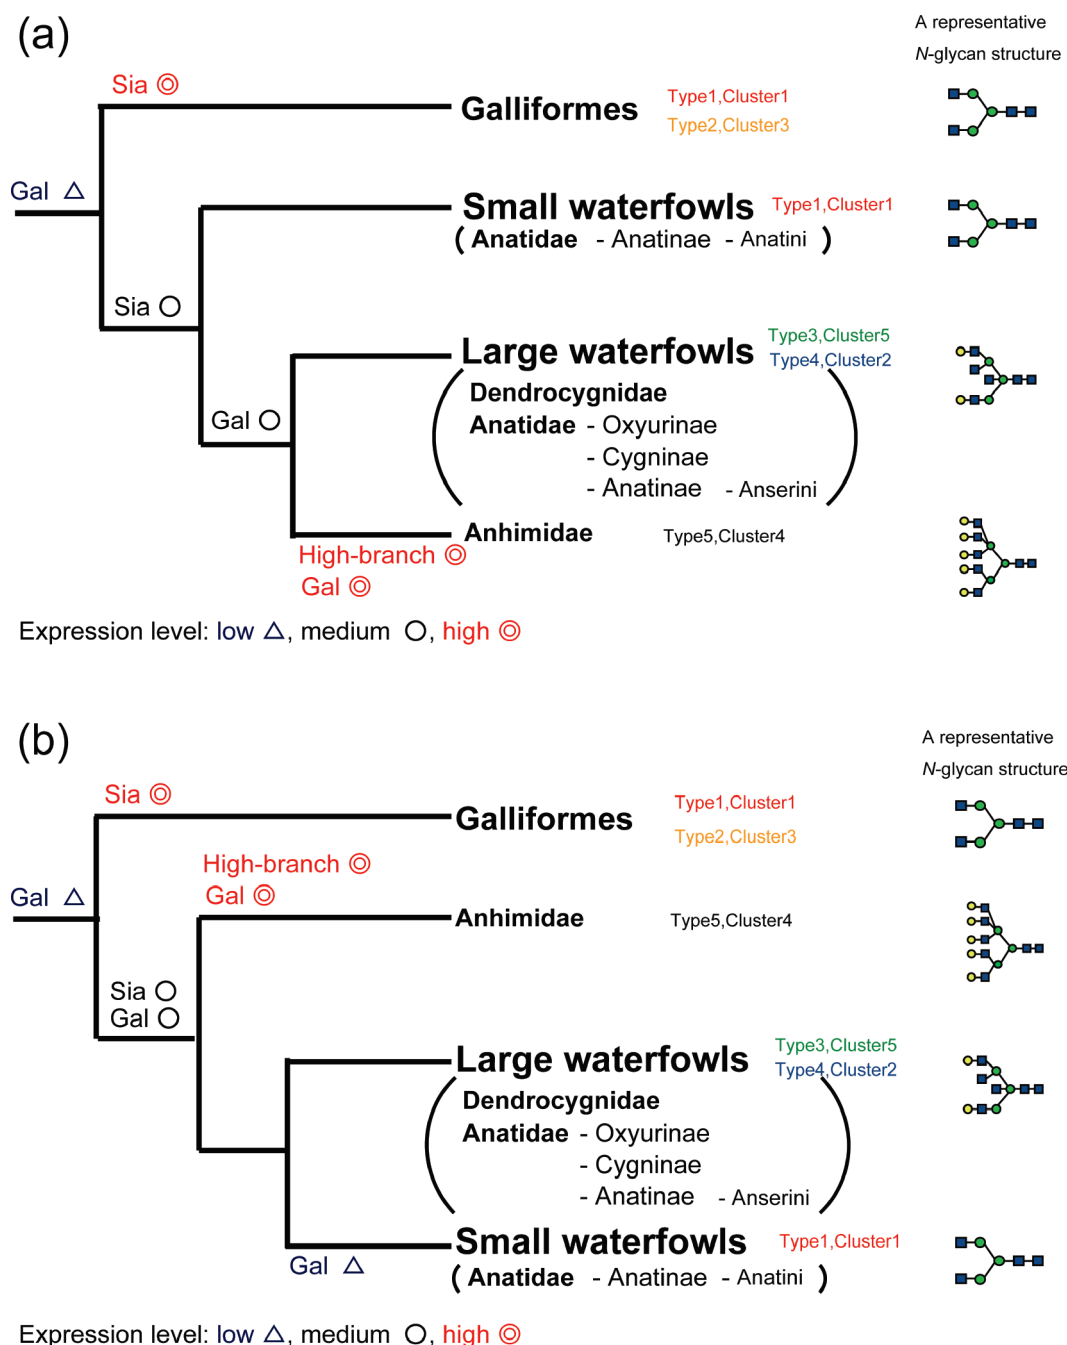 (a)
A representative
N-glycan structure
Sia ◎
Galliformes
Type1,Cluster1
Type2,Cluster3
Gal △
Small waterfowls
Type1,Cluster1
( Anatidae - Anatinae - Anatini )
Sia ○
Large waterfowls
Type3,Cluster5
Type4,Cluster2
Dendrocygnidae
Gal ○
Anatidae - Oxyurinae
- Cygninae
- Anatinae - Anserini
Anhimidae
Type5,Cluster4
High-branch ◎
Gal ◎
Expression level: low △, medium ○, high ◎
(b)
A representative
N-glycan structure
Sia ◎
Galliformes
Type1,Cluster1
Type2,Cluster3
High-branch ◎
Gal ◎
Gal △
Anhimidae
Type5,Cluster4
Sia ○
Gal ○
Large waterfowls
Type3,Cluster5
Type4,Cluster2
Dendrocygnidae
Anatidae - Oxyurinae
- Cygninae
- Anatinae - Anserini
Small waterfowls
Type1,Cluster1
Gal △
( Anatidae - Anatinae - Anatini )
Expression level: low △, medium ○, high ◎